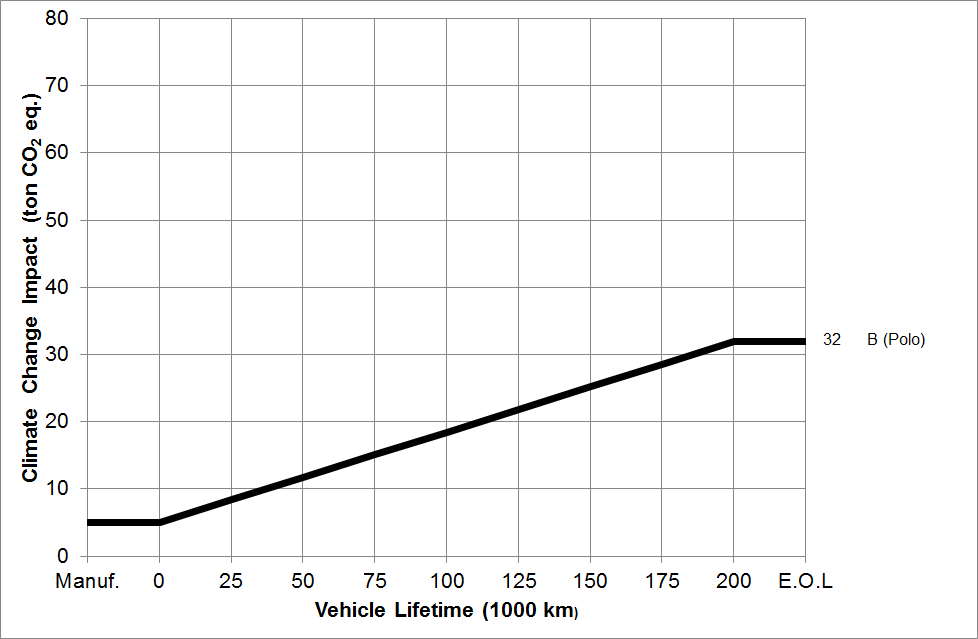 80
70
60
50
40
30
20
10
0
Climate Change Impact (ton CO₂ eq.)
32 B (Polo)
Manuf. 0 25 50 75 100 125 150 175 200 E.O.L
Vehicle Lifetime (1000 km)